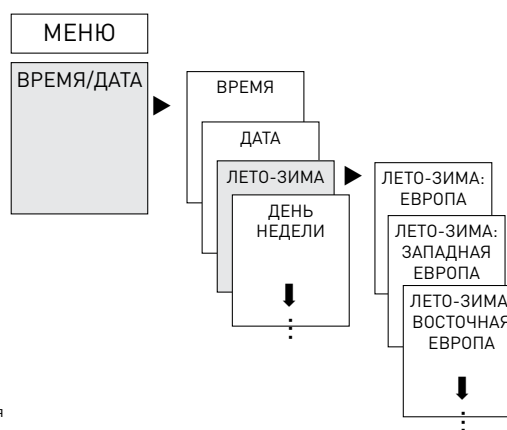 МЕНЮ
ВРЕМЯ/ДАТА
ВРЕМЯ
ДАТА
ЛЕТО-ЗИМА
ДЕНЬ
НЕДЕЛИ
ЛЕТО-ЗИМА:
ЕВРОПА
ЛЕТО-ЗИМА:
ЗАПАДНАЯ
ЕВРОПА
ЛЕТО-ЗИМА
ВОСТОЧНАЯ
ЕВРОПА
я